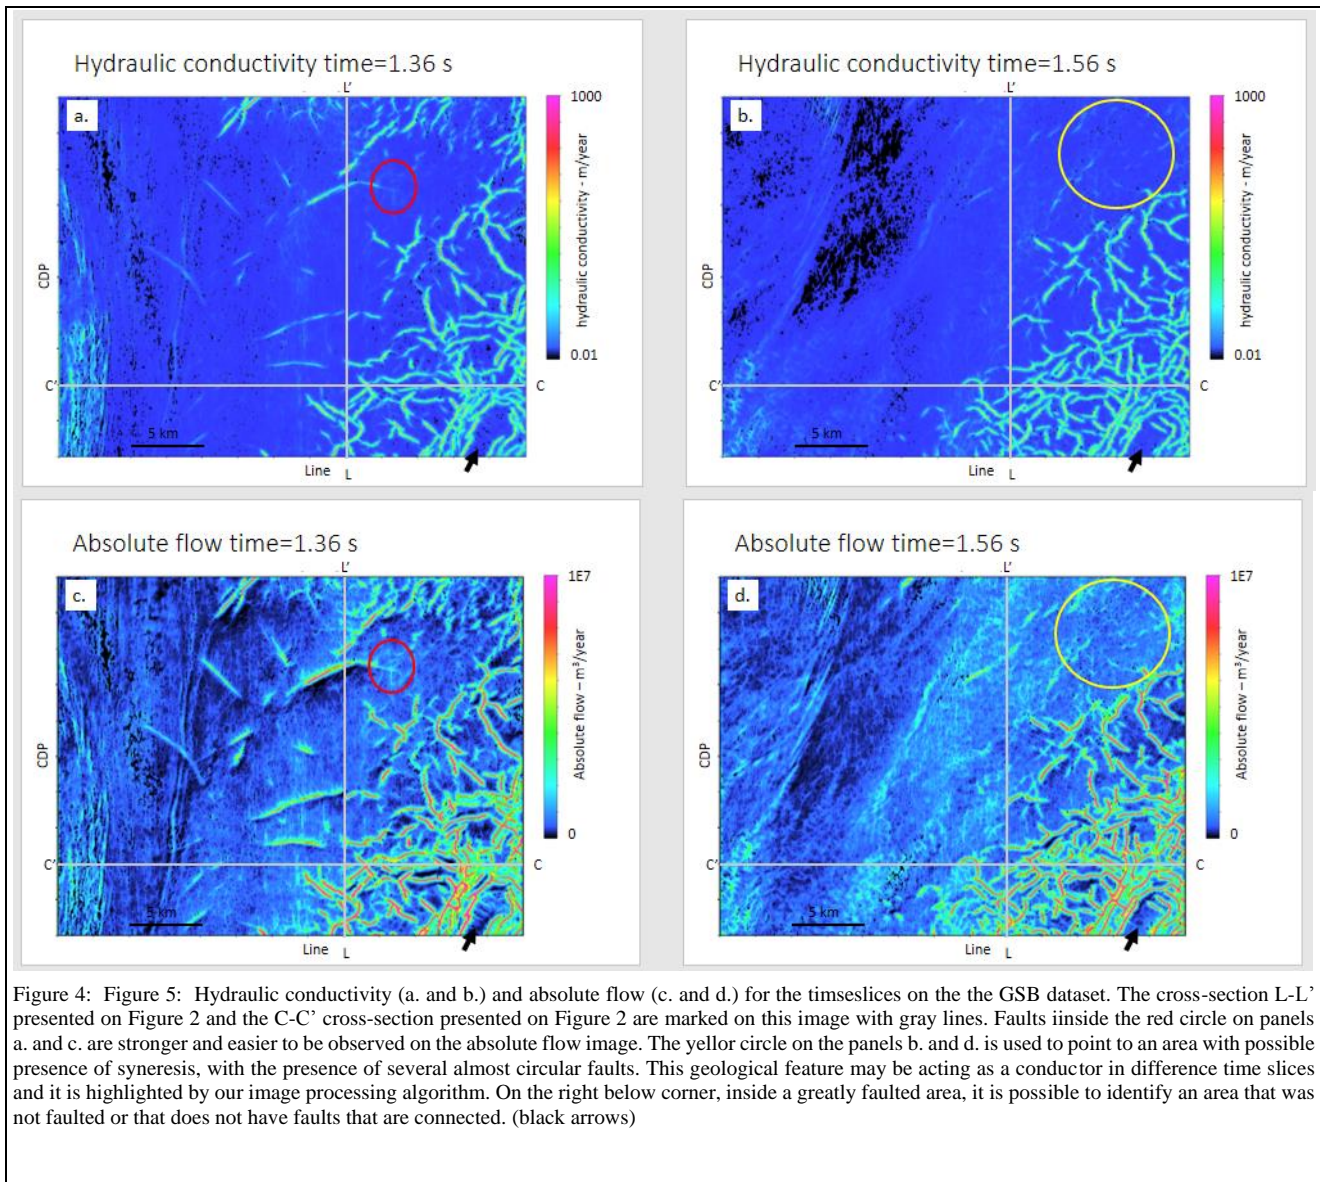 Hydraulic conductivity time=1.36 s
L'
a.
1000
hydraulic conductivity - m/year
0.01
CDP
C'
C
5 km
Line
L
Hydraulic conductivity time=1.56 s
L'
b.
1000
hydraulic conductivity - m/year
0.01
CDP
C'
C
5 km
Line
L
Absolute flow time=1.36 s
L'
c.
1E7
Absolute flow – m³/year
0
CDP
C'
C
5 km
Line
L
Absolute flow time=1.56 s
L'
d.
1E7
Absolute flow – m³/year
0
CDP
C'
C
5 km
Line
L
Figure 4: Figure 5: Hydraulic conductivity (a. and b.) and absolute flow (c. and d.) for the timseslices on the the GSB dataset. The cross-section L-L’
presented on Figure 2 and the C-C’ cross-section presented on Figure 2 are marked on this image with gray lines. Faults iinside the red circle on panels
a. and c. are stronger and easier to be observed on the absolute flow image. The yellor circle on the panels b. and d. is used to point to an area with possible
presence of syneresis, with the presence of several almost circular faults. This geological feature may be acting as a conductor in difference time slices
and it is highlighted by our image processing algorithm. On the right below corner, inside a greatly faulted area, it is possible to identify an area that was
not faulted or that does not have faults that are connected. (black arrows)